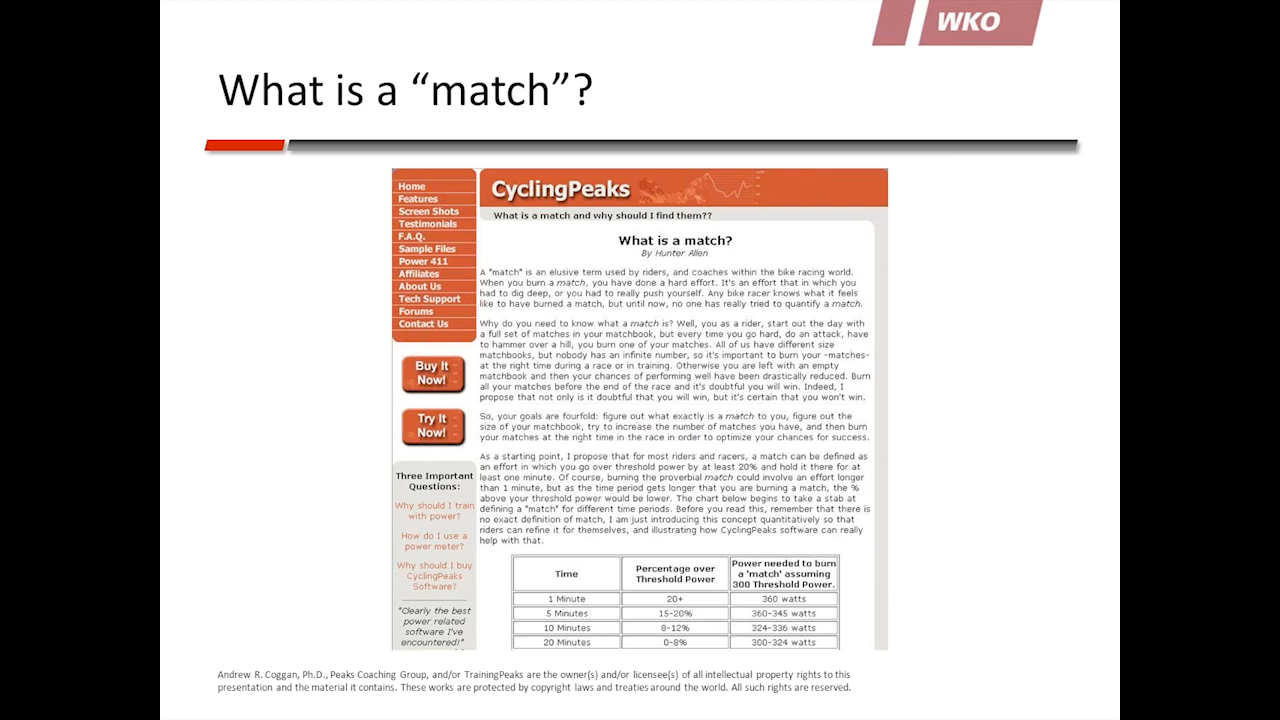 WKO
What is a “match”?
Home
Features
Screen Shots
Testimonials
F.A.Q.
Sample Files
Power 411
Affiliates
About Us
Tech Support
Forums
Contact Us
Buy It
Now!
Try It
Now!
Three Important
Questions:
Why should I train
with power?
How do I use a
power meter?
Why should I buy
CyclingPeaks
Software?
"Clearly the best
power related
software I've
encountered!"
CyclingPeaks
What is a match and why should I find them??
What is a match?
By Hunter Allen
A "match" is an elusive term used by riders, and coaches within the bike racing world.
When you burn a match, you have done a hard effort. It's an effort that in which you
had to dig deep, or you had to really push yourself. Any bike racer knows what it feels
like to have burned a match, but until now, no one has really tried to quantify a match.
Why do you need to know what a match is? Well, you as a rider, start out the day with
a full set of matches in your matchbook, but every time you go hard, do an attack, have
to hammer over a hill, you burn one of your matches. All of us have different size
matchbooks, but nobody has an infinite number, so it's important to burn your -matches-
at the right time during a race or in training. Otherwise you are left with an empty
matchbook and then your chances of performing well have been drastically reduced. Burn
all your matches before the end of the race and it's doubtful you will win. Indeed, I
propose that not only is it doubtful that you will win, but it's certain that you won't win.
So, your goals are fourfold: figure out what exactly is a match to you, figure out the
size of your matchbook, try to increase the number of matches you have, and then burn
your matches at the right time in the race in order to optimize your chances for success.
As a starting point, I propose that for most riders and racers, a match can be defined as
an effort in which you go over threshold power by at least 20% and hold it there for at
least one minute. Of course, burning the proverbial match could involve an effort longer
than 1 minute, but as the time period gets longer that you are burning a match, the %
above your threshold power would be lower. The chart below begins to take a stab at
defining a "match" for different time periods. Before you read this, remember that there is
no exact definition of match, I am just introducing this concept quantitatively so that
riders can refine it for themselves, and illustrating how CyclingPeaks software can really
help with that.
Time
Percentage over
Threshold Power
Power needed to burn
a 'match' assuming
300 Threshold Power.
1 Minute 20+ 360 watts
5 Minutes 15-20% 360-345 watts
10 Minutes 8-12% 324-336 watts
20 Minutes 0-8% 300-324 watts
Andrew R. Coggan, Ph.D., Peaks Coaching Group, and/or TrainingPeaks are the owner(s) and/or licensee(s) of all intellectual property rights to this
presentation and the material it contains. These works are protected by copyright laws and treaties around the world. All such rights are reserved.